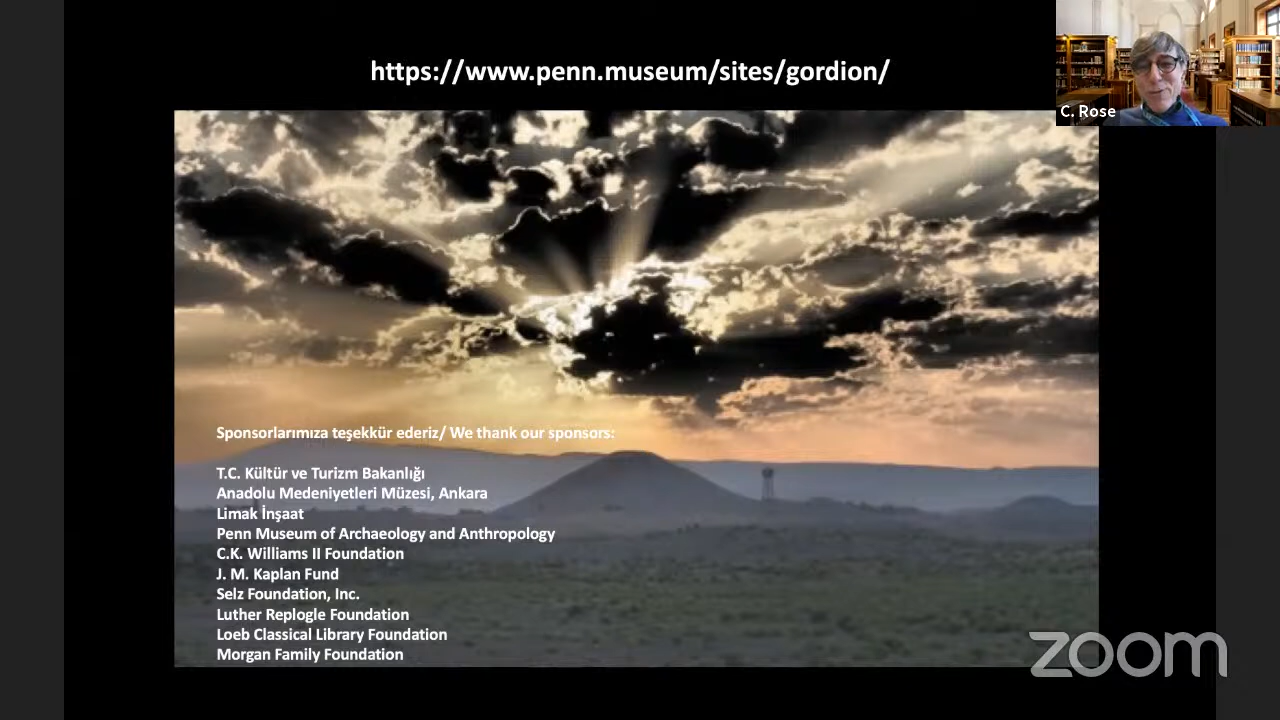 https://www.penn.museum/sites/gordion/
C. Rose
Sponsorlarımıza teşekkür ederiz/ We thank our sponsors:
T.C. Kültür ve Turizm Bakanlığı
Anadolu Medeniyetleri Müzesi, Ankara
Limak İnşaat
Penn Museum of Archaeology and Anthropology
C.K. Williams II Foundation
J. M. Kaplan Fund
Selz Foundation, Inc.
Luther Replogle Foundation
Loeb Classical Library Foundation
Morgan Family Foundation
zoom